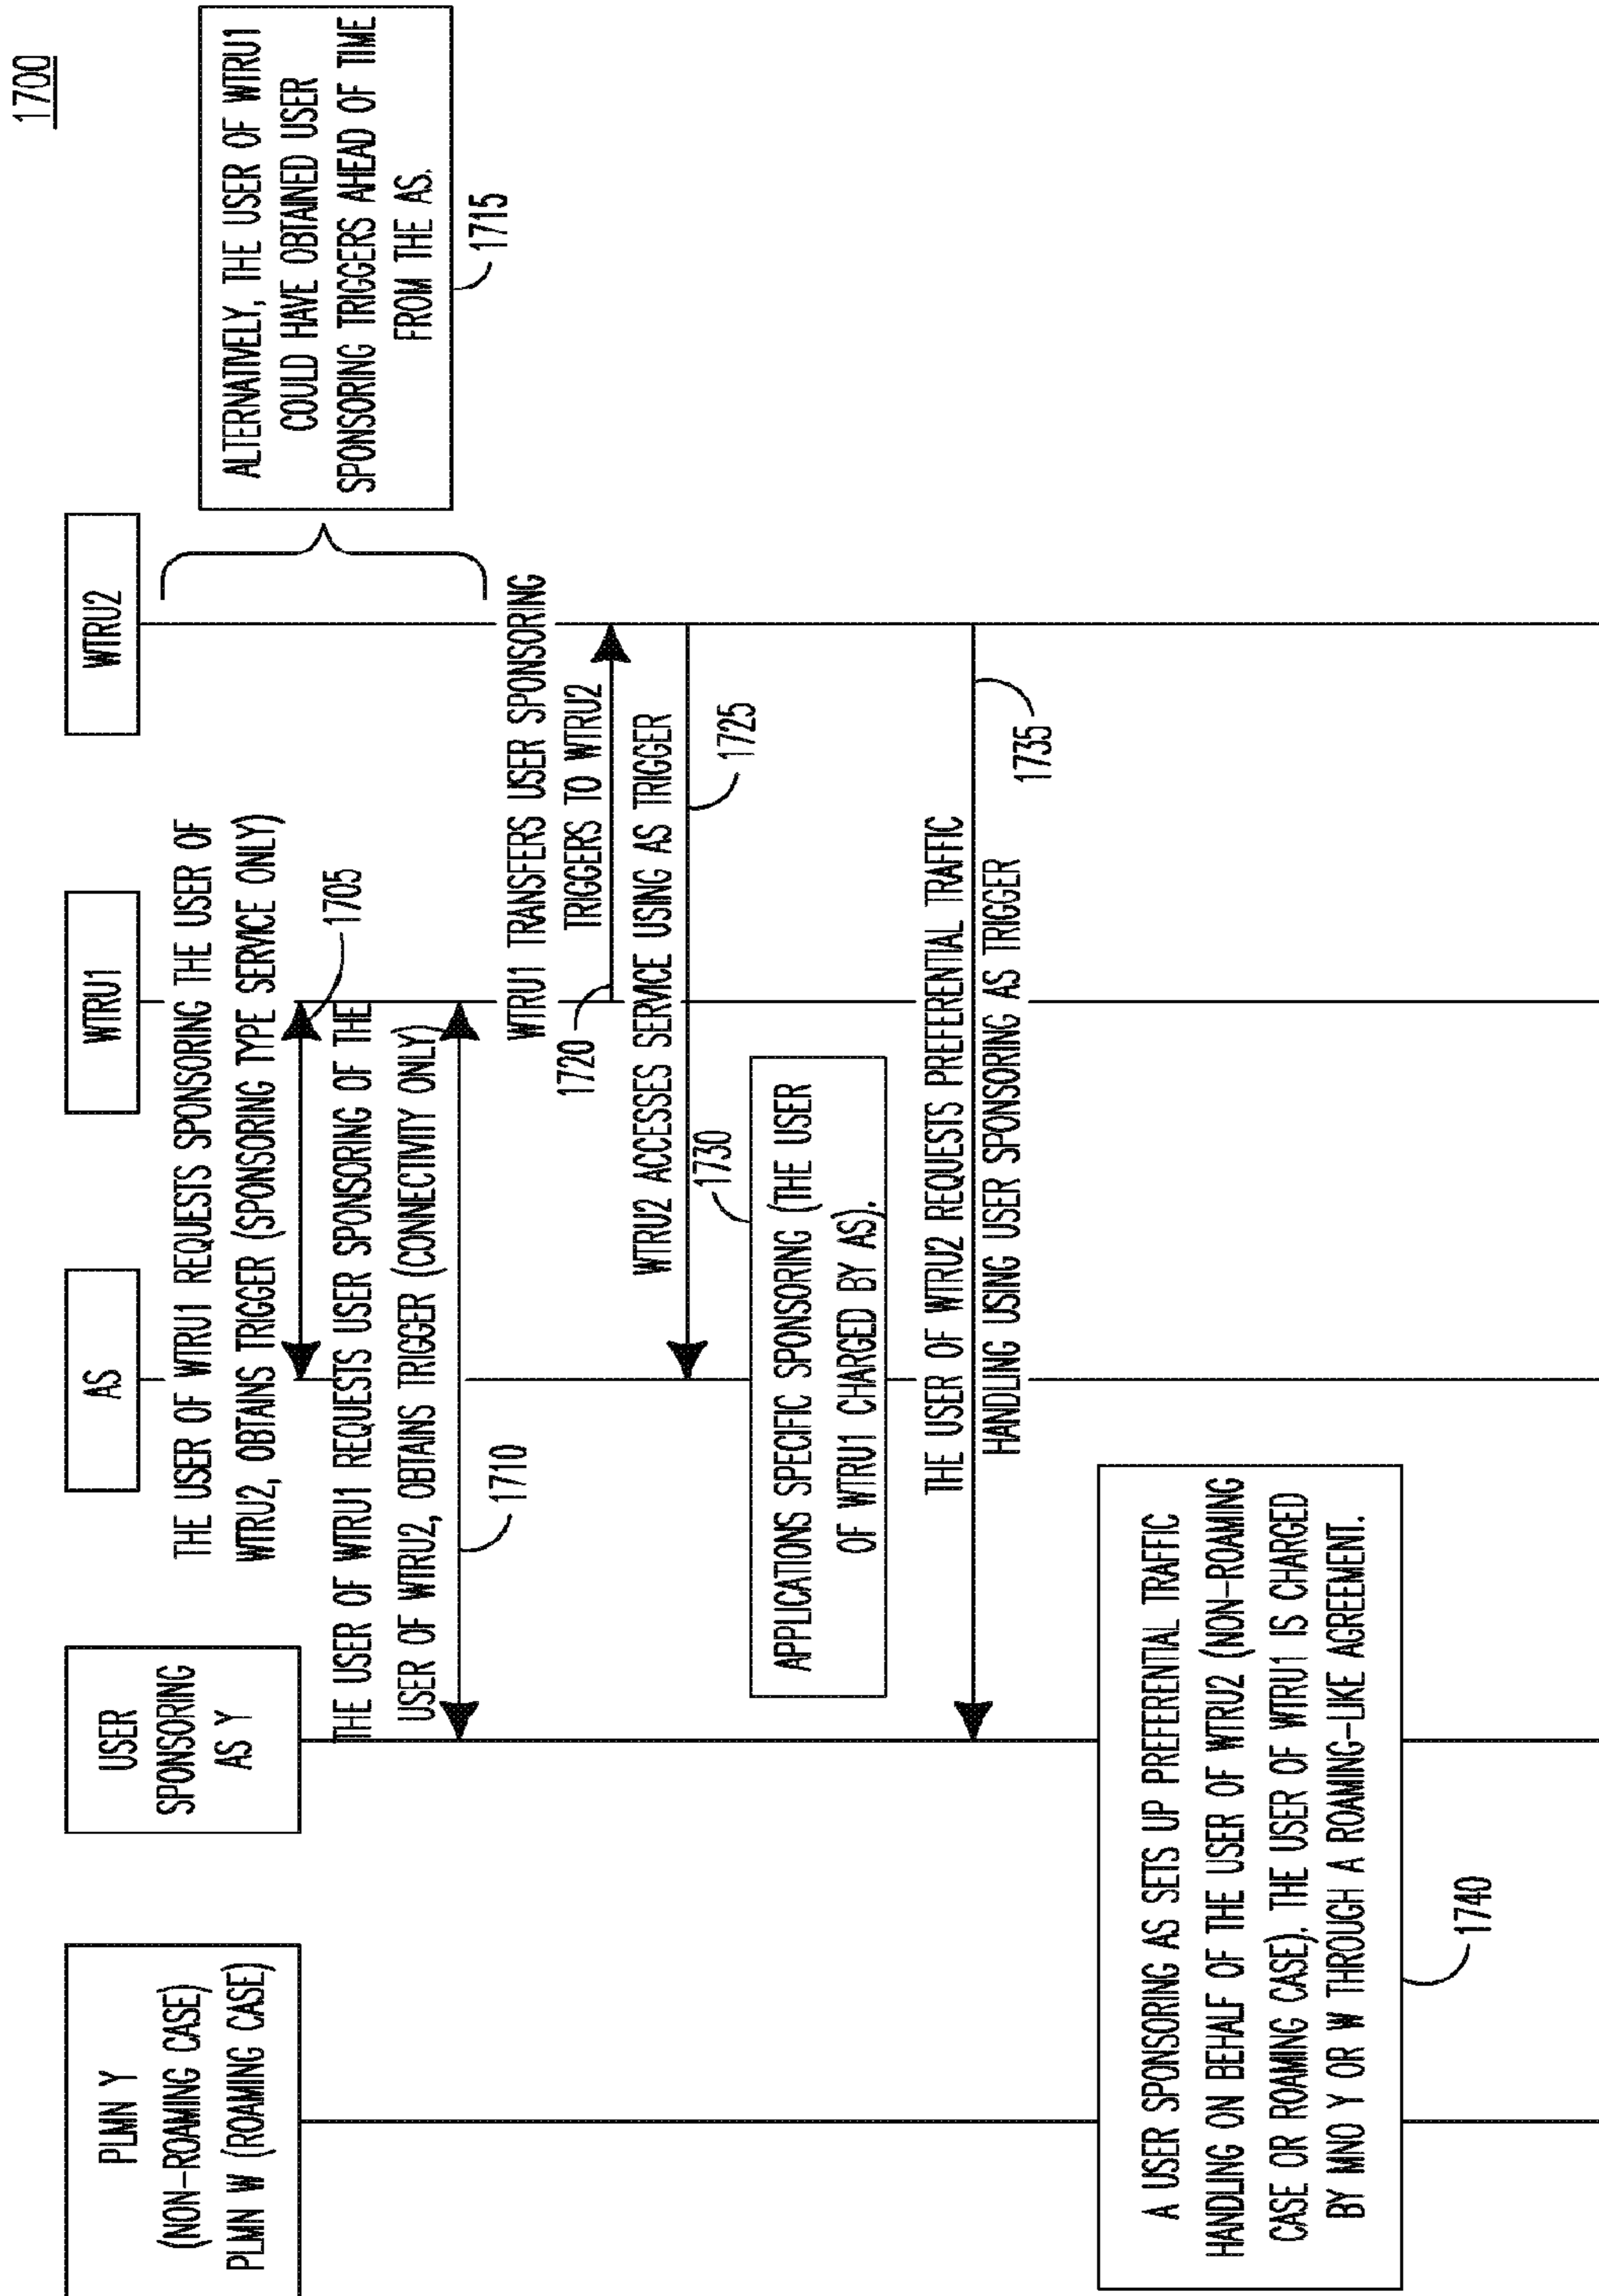 1700
PLMN Y
(NON-ROAMING CASE)
PLMN W (ROAMING CASE)
USER
SPONSORING
AS Y
AS
WTRU1
WTRU2
THE USER OF WTRU1 REQUESTS SPONSORING THE USER OF
WTRU2, OBTAINS TRIGGER (SPONSORING TYPE SERVICE ONLY)
1705
THE USER OF WTRU1 REQUESTS USER SPONSORING OF THE
USER OF WTRU2, OBTAINS TRIGGER (CONNECTIVITY ONLY)
1710
ALTERNATIVELY, THE USER OF WTRU1
COULD HAVE OBTAINED USER
SPONSORING TRIGGERS AHEAD OF TIME
FROM THE AS.
1715
WTRU1 TRANSFERS USER SPONSORING
TRIGGERS TO WTRU2
1720
WTRU2 ACCESSES SERVICE USING AS TRIGGER
1725
1730
APPLICATIONS SPECIFIC SPONSORING (THE USER
OF WTRU1 CHARGED BY AS).
THE USER OF WTRU2 REQUESTS PREFERENTIAL TRAFFIC
HANDLING USING USER SPONSORING AS TRIGGER
1735
A USER SPONSORING AS SETS UP PREFERENTIAL TRAFFIC
HANDLING ON BEHALF OF THE USER OF WTRU2 (NON-ROAMING
CASE OR ROAMING CASE). THE USER OF WTRU1 IS CHARGED
BY MNO Y OR W THROUGH A ROAMING-LIKE AGREEMENT.
1740